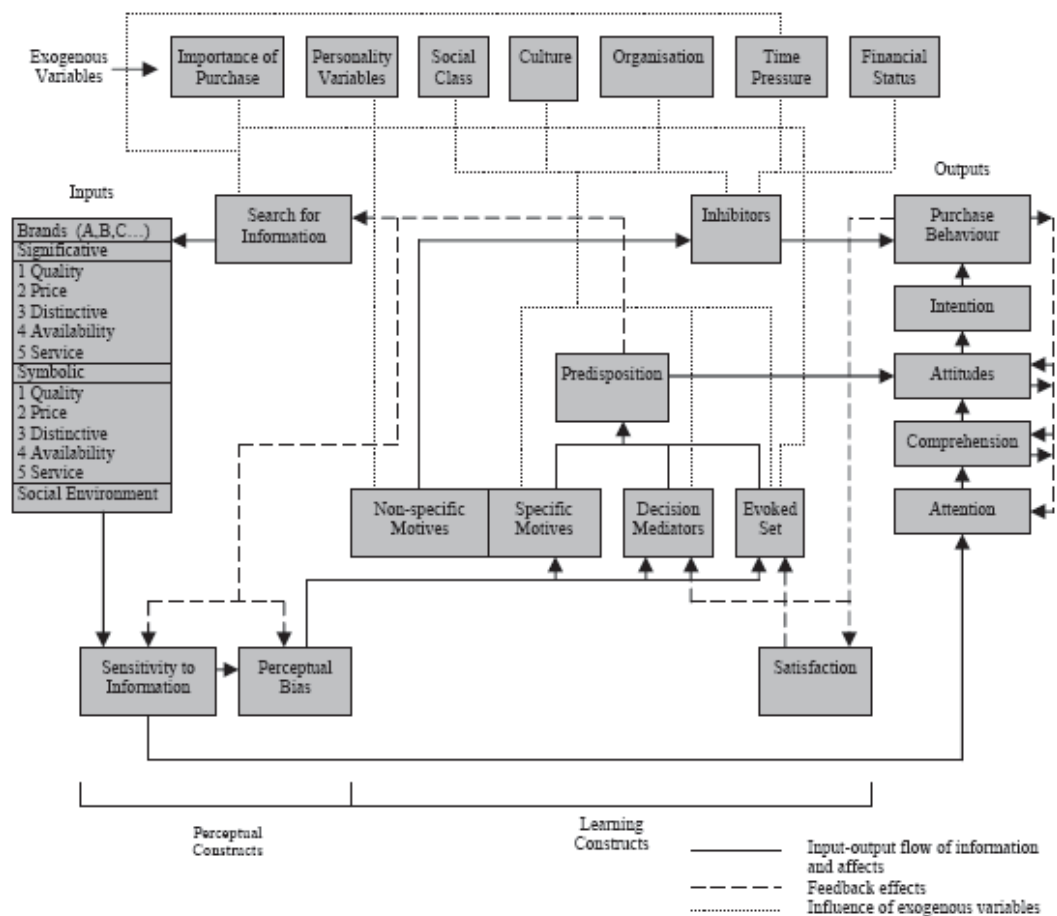 Exogenous
Variables
Importance of
Purchase
Personality
Variables
Social
Class
Culture
Organisation
Time
Pressure
Financial
Status
Inputs
Outputs
Brands (A,B,C...)
Significative
1 Quality
2 Price
3 Distinctive
4 Availability
5 Service
Symbolic
1 Quality
2 Price
3 Distinctive
4 Availability
5 Service
Social Environment
Search for
Information
Inhibitors
Purchase
Behaviour
Intention
Predisposition
Attitudes
Comprehension
Non-specific
Motives
Specific
Motives
Decision
Mediators
Evoked
Set
Attention
Sensitivity to
Information
Perceptual
Bias
Satisfaction
Perceptual
Constructs
Learning
Constructs
Input-output flow of information
and affects
Feedback effects
Influence of exogenous variables